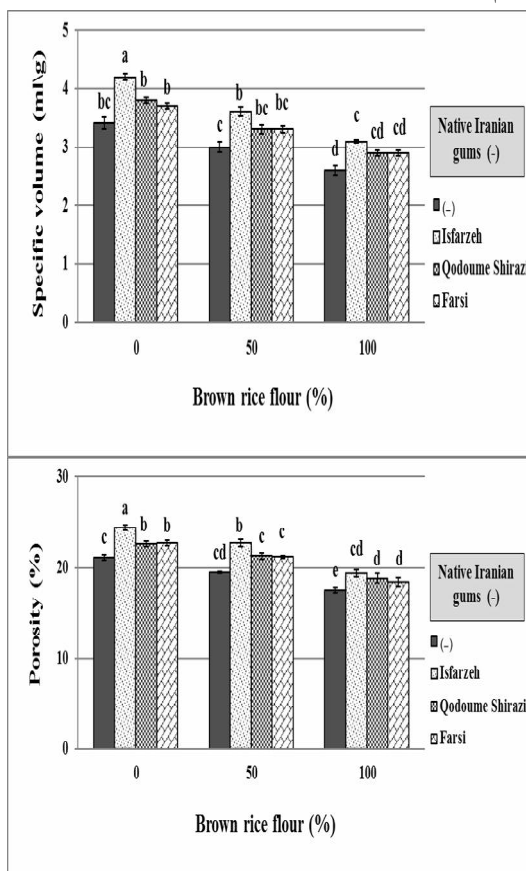 5
a
bc
b
b
4
c
bc
bc
c
cd
cd
d
3
2
1
0
Specific volume (ml\g)
0
50
100
Brown rice flour (%)
Native Iranian
gums (-)
(–)
Isfarzeh
Qodoume Shirazi
Farsi
30
a
c
b
b
b
cd
c
c
cd
d
d
e
20
10
0
Porosity (%)
0
50
100
Brown rice flour (%)
Native Iranian
gums (-)
(–)
Isfarzeh
Qodoume Shirazi
Farsi